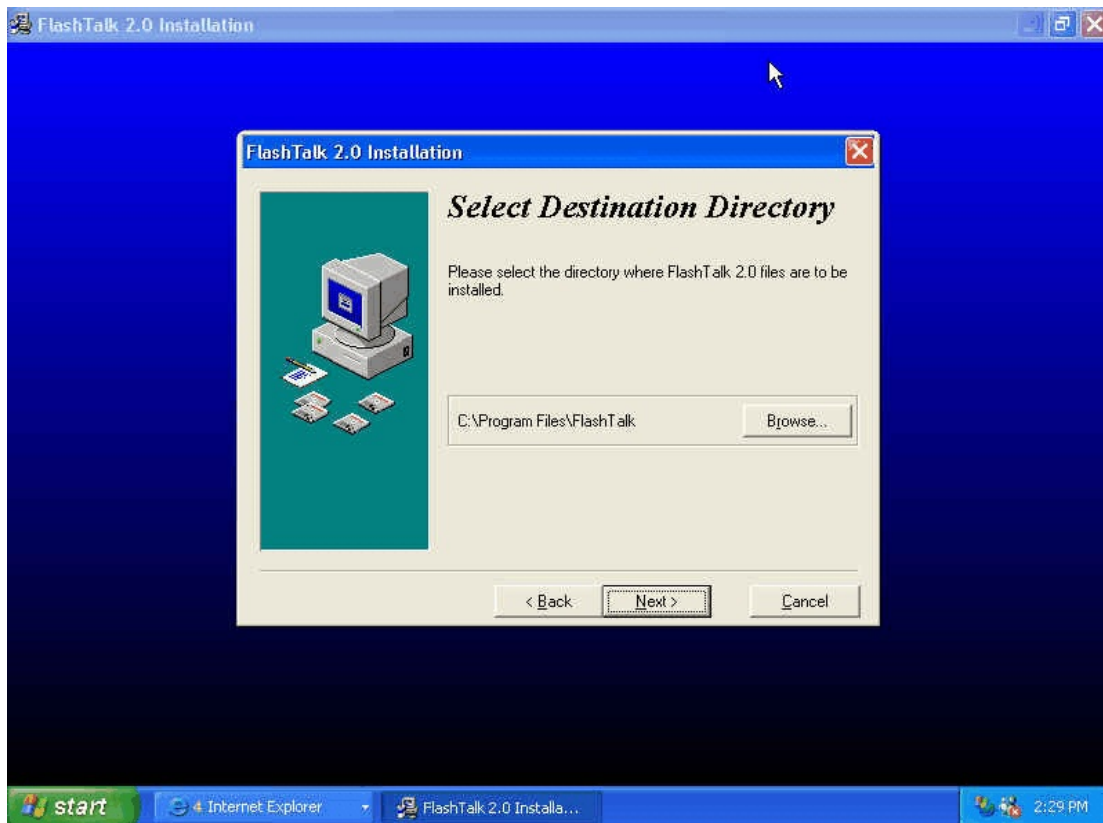 FlashTalk 2.0 Installation
FlashTalk 2.0 Installation
Select Destination Directory
Please select the directory where FlashTalk 2.0 files are to be
installed.
C:\Program Files\FlashTalk
Browse...
< Back
Next >
Cancel
start
4 Internet Explorer
FlashTalk 2.0 Installa...
2:29 PM